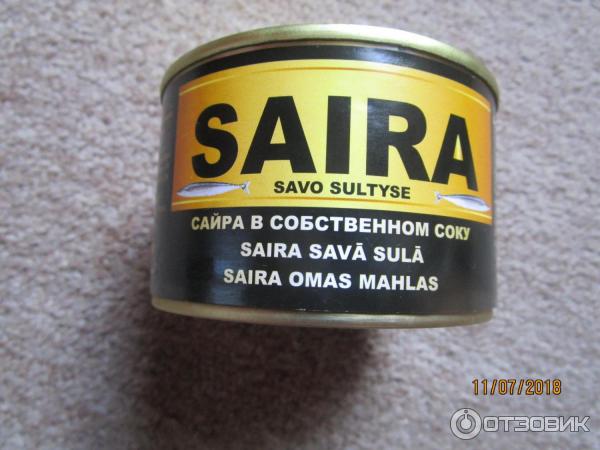 SAIRA
SAVO SULTYSE
САЙРА В СОБСТВЕННОМ СОКУ
SAIRA SAVĀ SULĀ
SAIRA OMAS MAHLAS
11/07/2018
ОТЗОВИК